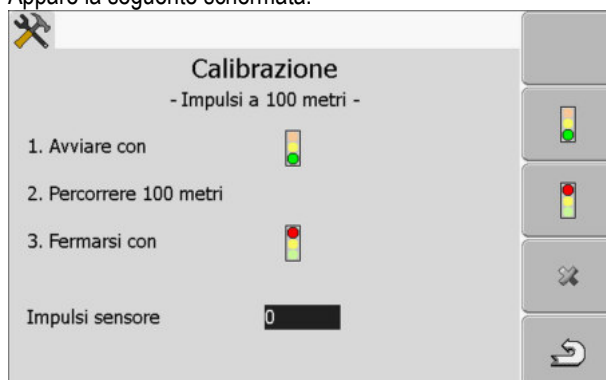 Appare la seguente schermata:
Calibrazione
- Impulsi a 100 metri -
1. Avviare con
2. Percorrere 100 metri
3. Fermarsi con
Impulsi sensore 0